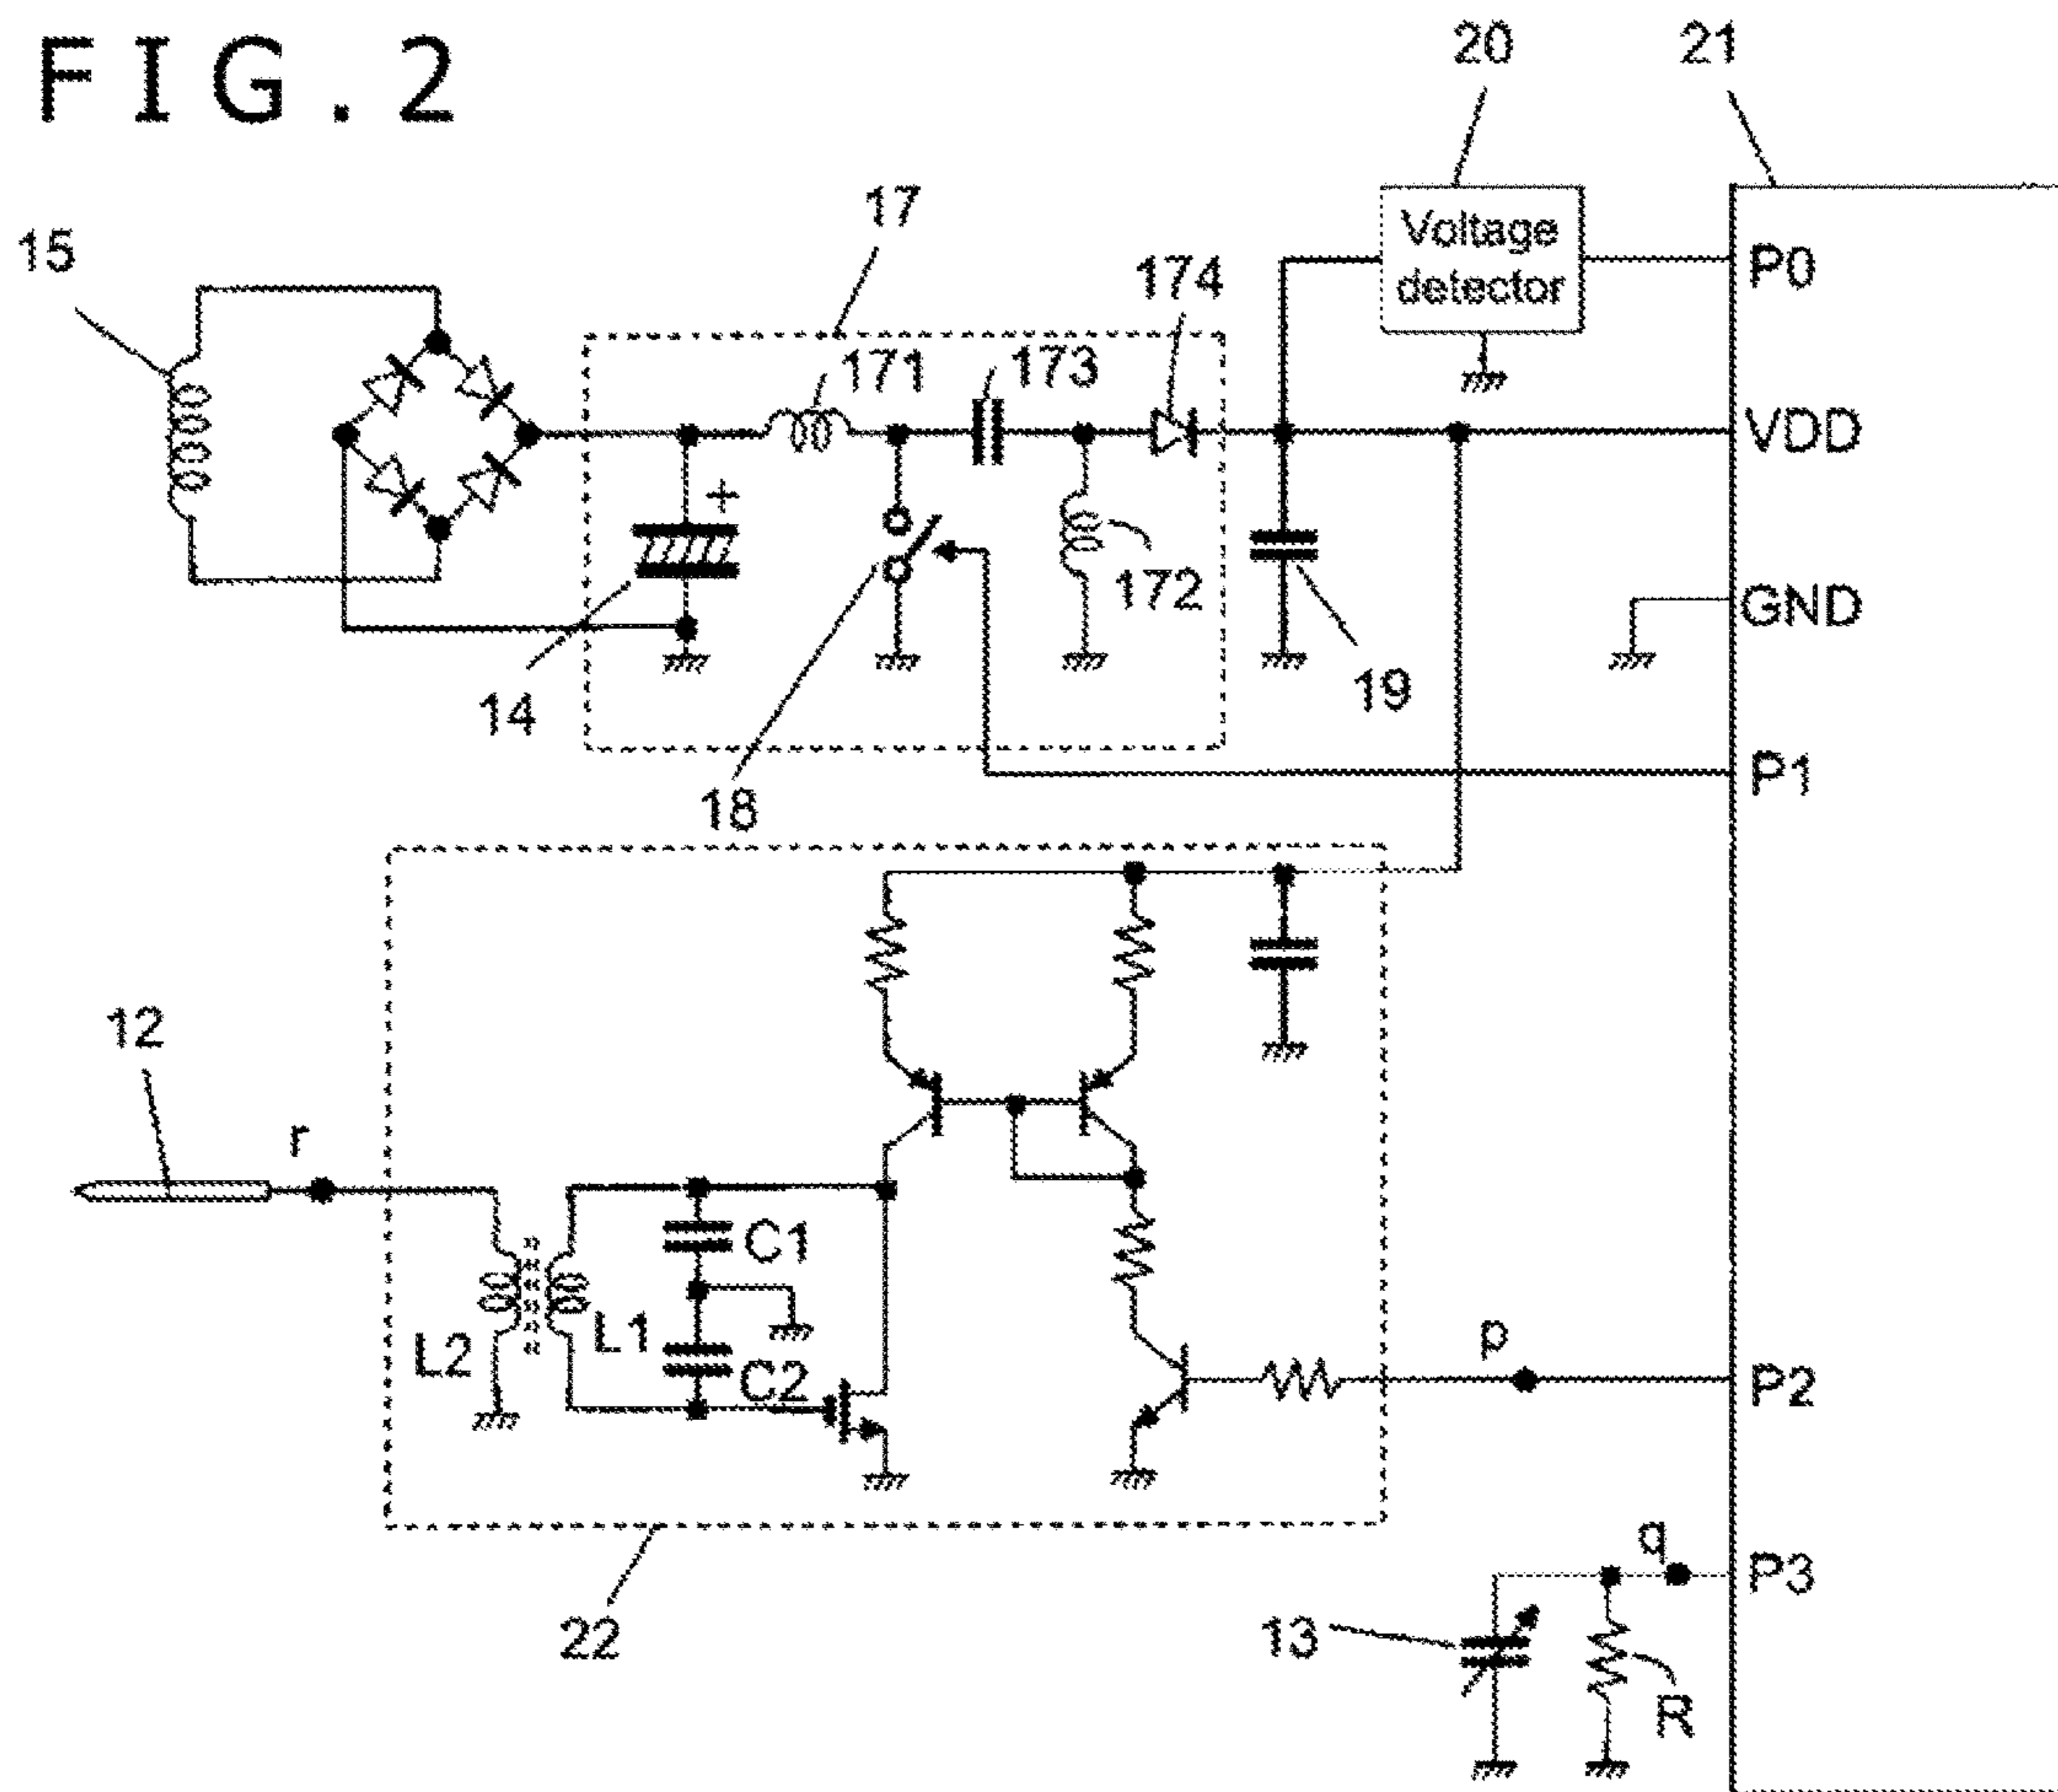 FIG.2
20
21
17
15
174
Voltage
detector
P0
171
173
VDD
+
172
GND
14
19
18
P1
12
r
C1
L1
L2
C2
p
P2
q
P3
13
R
22